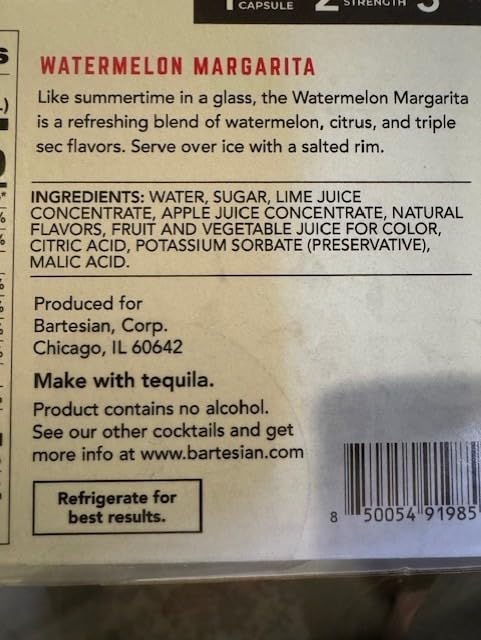 CAPSULE
STRENGTH
WATERMELON MARGARITA
Like summertime in a glass, the Watermelon Margarita
is a refreshing blend of watermelon, citrus, and triple
sec flavors. Serve over ice with a salted rim.
INGREDIENTS: WATER, SUGAR, LIME JUICE
CONCENTRATE, APPLE JUICE CONCENTRATE, NATURAL
FLAVORS, FRUIT AND VEGETABLE JUICE FOR COLOR,
CITRIC ACID, POTASSIUM SORBATE (PRESERVATIVE),
MALIC ACID.
Produced for
Bartesian, Corp.
Chicago, IL 60642
Make with tequila.
Product contains no alcohol.
See our other cocktails and get
more info at www.bartesian.com
Refrigerate for
best results.
8 50054 91985